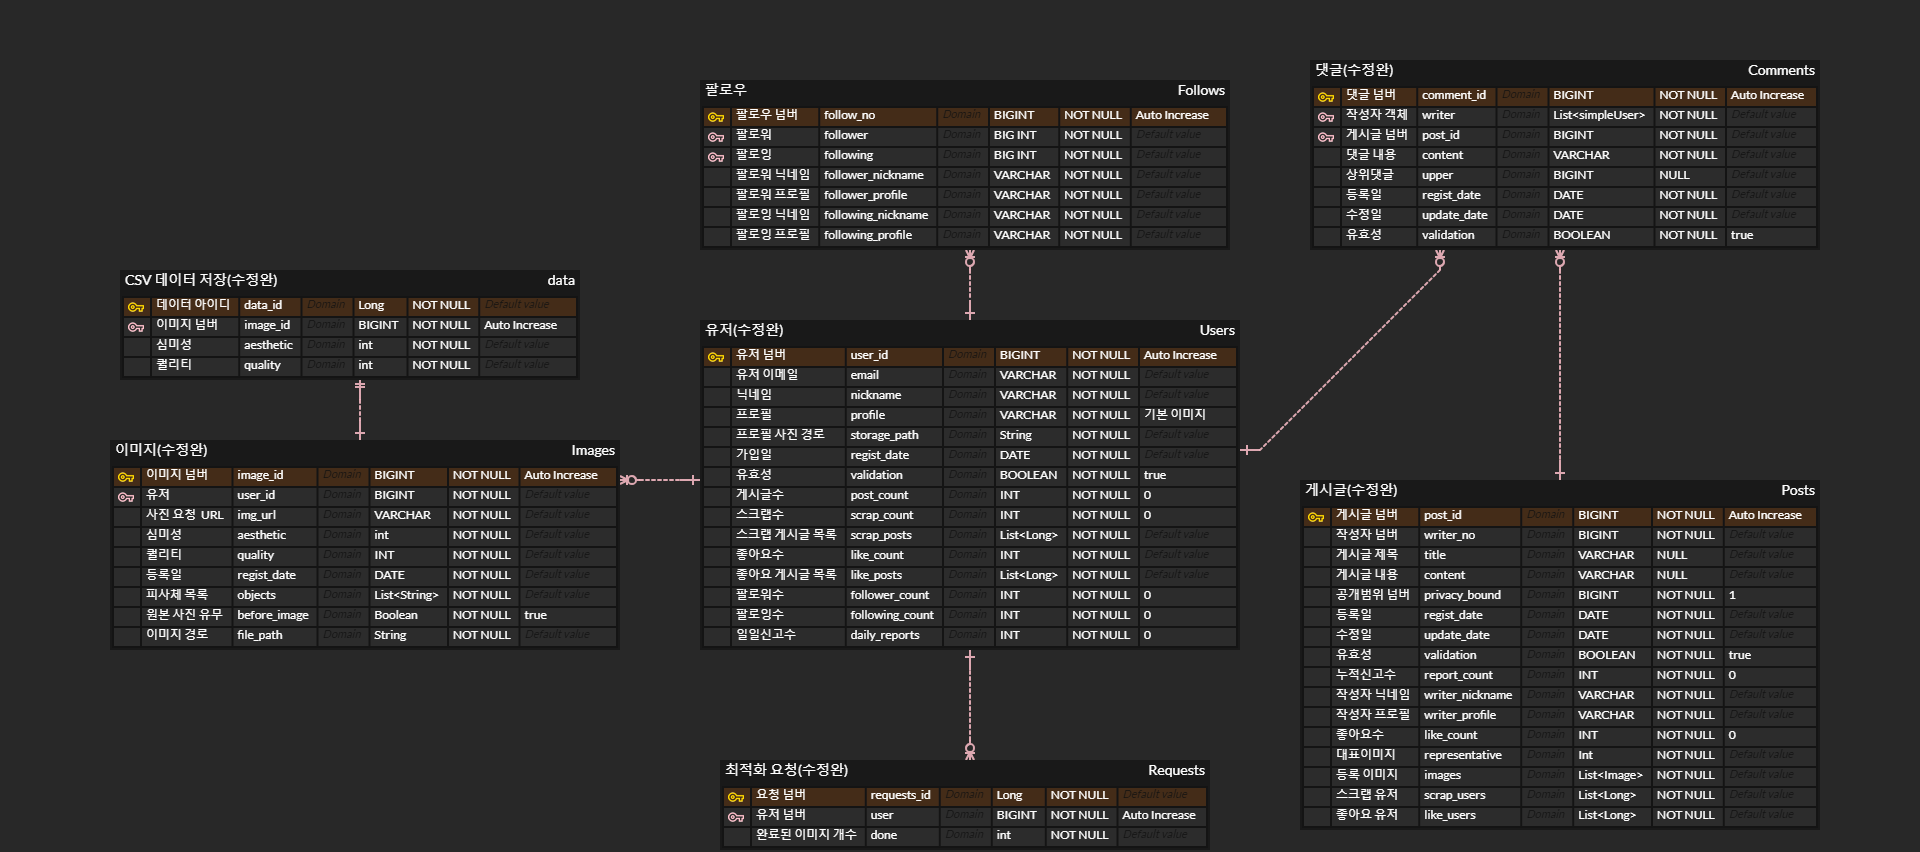 팔로우 Follows
팔로우 넘버 follow_no Domain BIGINT NOT NULL Auto Increase
팔로워 follower Domain BIG INT NOT NULL Default value
팔로잉 following Domain BIG INT NOT NULL Default value
팔로워 닉네임 follower_nickname Domain VARCHAR NOT NULL Default value
팔로워 프로필 follower_profile Domain VARCHAR NOT NULL Default value
팔로잉 닉네임 following_nickname Domain VARCHAR NOT NULL Default value
팔로잉 프로필 following_profile Domain VARCHAR NOT NULL Default value
댓글(수정완) Comments
댓글 넘버 comment_id Domain BIGINT NOT NULL Auto Increase
작성자 객체 writer Domain List<simpleUser> NOT NULL Default value
게시글 넘버 post_id Domain BIGINT NOT NULL Default value
댓글 내용 content Domain VARCHAR NOT NULL Default value
상위댓글 upper Domain BIGINT NULL Default value
등록일 regist_date Domain DATE NOT NULL Default value
수정일 update_date Domain DATE NOT NULL Default value
유효성 validation Domain BOOLEAN NOT NULL true
CSV 데이터 저장(수정완) data
데이터 아이디 data_id Domain Long NOT NULL Default value
이미지 넘버 image_id Domain BIGINT NOT NULL Auto Increase
심미성 aesthetic Domain int NOT NULL Default value
퀄리티 quality Domain int NOT NULL Default value
유저(수정완) Users
유저 넘버 user_id Domain BIGINT NOT NULL Auto Increase
유저 이메일 email Domain VARCHAR NOT NULL Default value
닉네임 nickname Domain VARCHAR NOT NULL Default value
프로필 profile Domain VARCHAR NOT NULL 기본 이미지
프로필 사진 경로 storage_path Domain String NOT NULL Default value
가입일 regist_date Domain DATE NOT NULL Default value
유효성 validation Domain BOOLEAN NOT NULL true
게시글수 post_count Domain INT NOT NULL 0
스크랩수 scrap_count Domain INT NOT NULL 0
스크랩 게시글 목록 scrap_posts Domain List<Long> NOT NULL Default value
좋아요수 like_count Domain INT NOT NULL Default value
좋아요 게시글 목록 like_posts Domain List<Long> NOT NULL Default value
팔로워수 follower_count Domain INT NOT NULL 0
팔로잉수 following_count Domain INT NOT NULL 0
일일신고수 daily_reports Domain INT NOT NULL 0
이미지(수정완) Images
이미지 넘버 image_id Domain BIGINT NOT NULL Auto Increase
유저 user_id Domain BIGINT NOT NULL Default value
사진 요청 URL img_url Domain VARCHAR NOT NULL Default value
심미성 aesthetic Domain int NOT NULL Default value
퀄리티 quality Domain INT NOT NULL Default value
등록일 regist_date Domain DATE NOT NULL Default value
피사체 목록 objects Domain List<String> NOT NULL Default value
원본 사진 유무 before_image Domain Boolean NOT NULL true
이미지 경로 file_path Domain String NOT NULL Default value
게시글(수정완) Posts
게시글 넘버 post_id Domain BIGINT NOT NULL Auto Increase
작성자 넘버 writer_no Domain BIGINT NOT NULL Default value
게시글 제목 title Domain VARCHAR NULL Default value
게시글 내용 content Domain VARCHAR NULL Default value
공개범위 넘버 privacy_bound Domain BIGINT NOT NULL 1
등록일 regist_date Domain DATE NOT NULL Default value
수정일 update_date Domain DATE NOT NULL Default value
유효성 validation Domain BOOLEAN NOT NULL true
누적신고수 report_count Domain INT NOT NULL 0
작성자 닉네임 writer_nickname Domain VARCHAR NOT NULL Default value
작성자 프로필 writer_profile Domain VARCHAR NOT NULL Default value
좋아요수 like_count Domain INT NOT NULL 0
대표이미지 representative Domain Int NOT NULL Default value
등록 이미지 images Domain List<Image> NOT NULL Default value
스크랩 유저 scrap_users Domain List<Long> NOT NULL Default value
좋아요 유저 like_users Domain List<Long> NOT NULL Default value
최적화 요청(수정완) Requests
요청 넘버 requests_id Domain Long NOT NULL Default value
유저 넘버 user Domain BIGINT NOT NULL Auto Increase
완료된 이미지 개수 done Domain int NOT NULL Default value